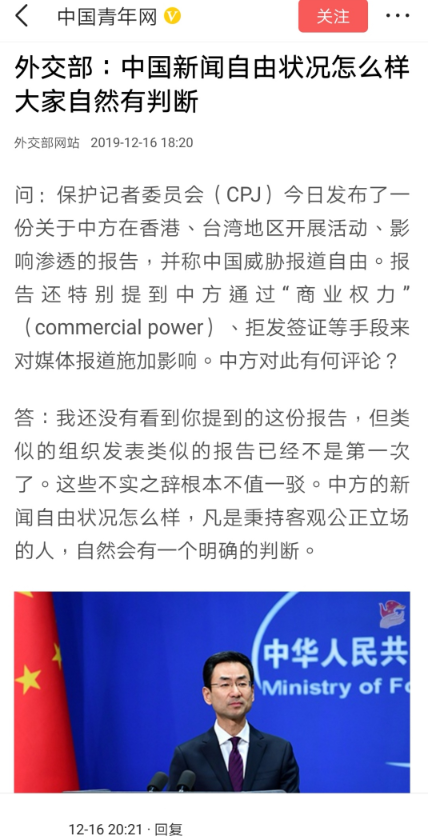 中国青年网
关注
外交部：中国新闻自由状况怎么样
大家自然有判断
外交部网站 2019-12-16 18:20
问：保护记者委员会（CPJ）今日发布了一
份关于中方在香港、台湾地区开展活动、影
响渗透的报告，并称中国威胁报道自由。报
告还特别提到中方通过“商业权力”
（commercial power）、拒发签证等手段来
对媒体报道施加影响。中方对此有何评论？
答：我还没有看到你提到的这份报告，但类
似的组织发表类似的报告已经不是第一次
了。这些不实之辞根本不值一驳。中方的新
闻自由状况怎么样，凡是秉持客观公正立场
的人，自然会有一个明确的判断。
中华人民共
Ministry of Fo
12-16 20:21 · 回复